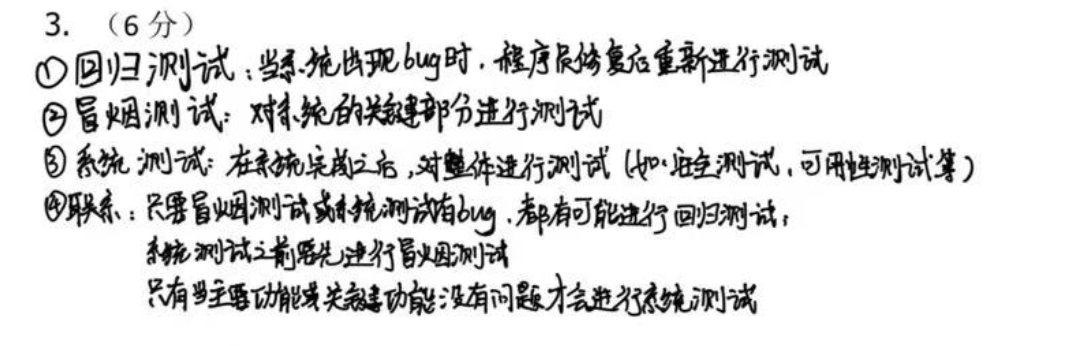 3. （6 分）
①回归测试：当系统出现bug时，程序员修复后重新进行测试
②冒烟测试：对系统的关键部分进行测试
③系统测试：在系统完成之后，对整体进行测试（如：安全测试、可用性测试等）
④联系：只要冒烟测试或系统测试有bug，都有可能进行回归测试；
系统测试之前要先进行冒烟测试
只有当主要功能或关键功能没有问题才会进行系统测试